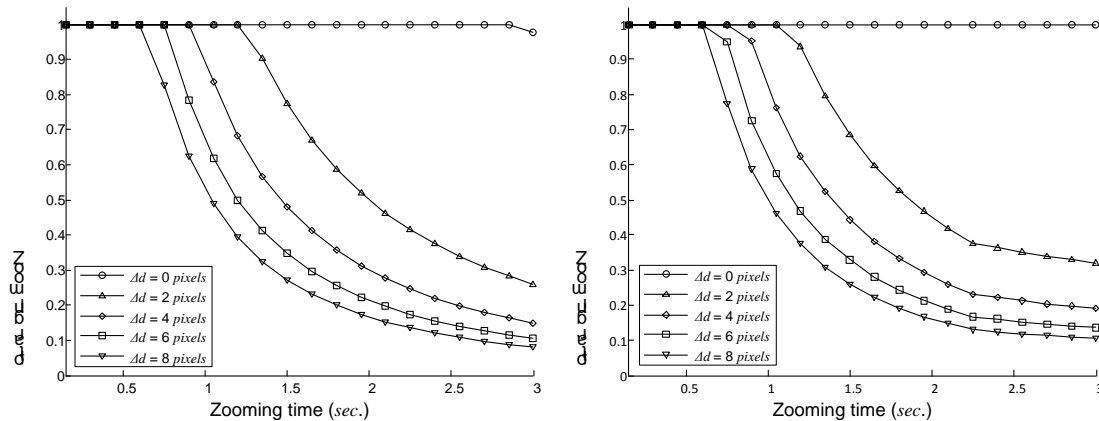 1
0.9
0.8
0.7
0.6
0.5
0.4
0.3
0.2
0.1
0
Δd = 0 pixels
Δd = 2 pixels
Δd = 4 pixels
Δd = 6 pixels
Δd = 8 pixels
0.5 1 1.5 2 2.5 3
Zooming time (sec.)
1
0.9
0.8
0.7
0.6
0.5
0.4
0.3
0.2
0.1
0
Δd = 0 pixels
Δd = 2 pixels
Δd = 4 pixels
Δd = 6 pixels
Δd = 8 pixels
0.5 1 1.5 2 2.5 3
Zooming time (sec.)